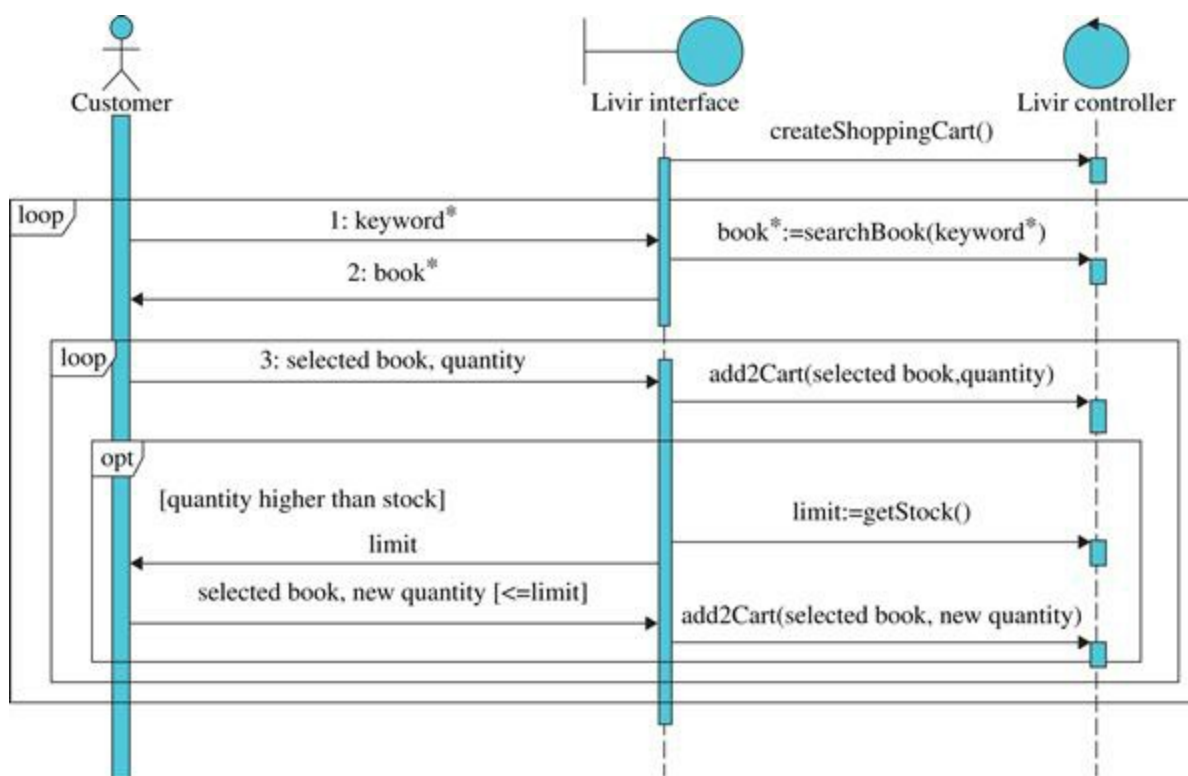 Customer
Livir interface
Livir controller
createShoppingCart()
loop
1: keyword*
book*:=searchBook(keyword*)
2: book*
loop
3: selected book, quantity
add2Cart(selected book,quantity)
opt
[quantity higher than stock]
limit:=getStock()
limit
selected book, new quantity [<=limit]
add2Cart(selected book, new quantity)